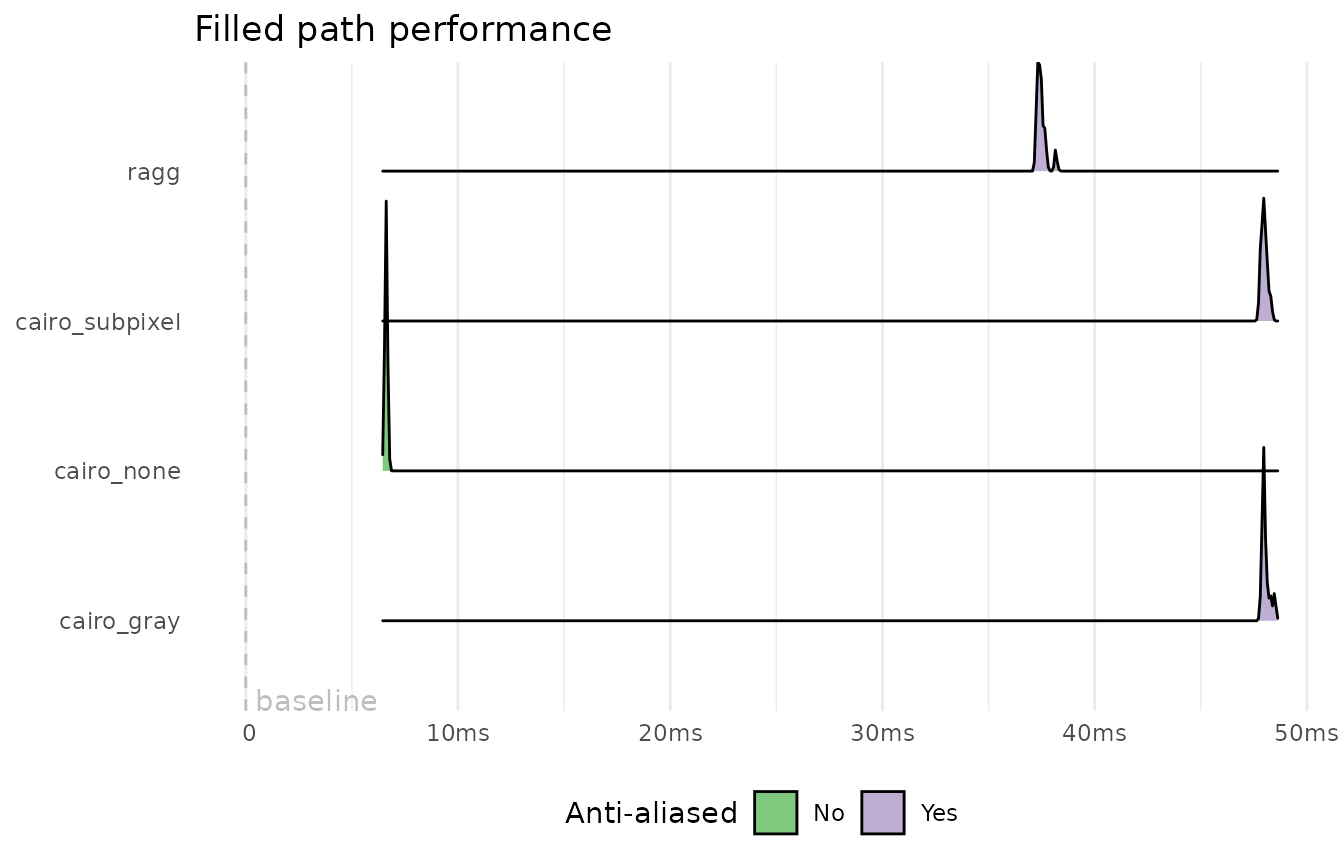 Filled path performance
ragg
cairo_subpixel
cairo_none
cairo_gray
baseline
0 10ms 20ms 30ms 40ms 50ms
Anti-aliased No Yes